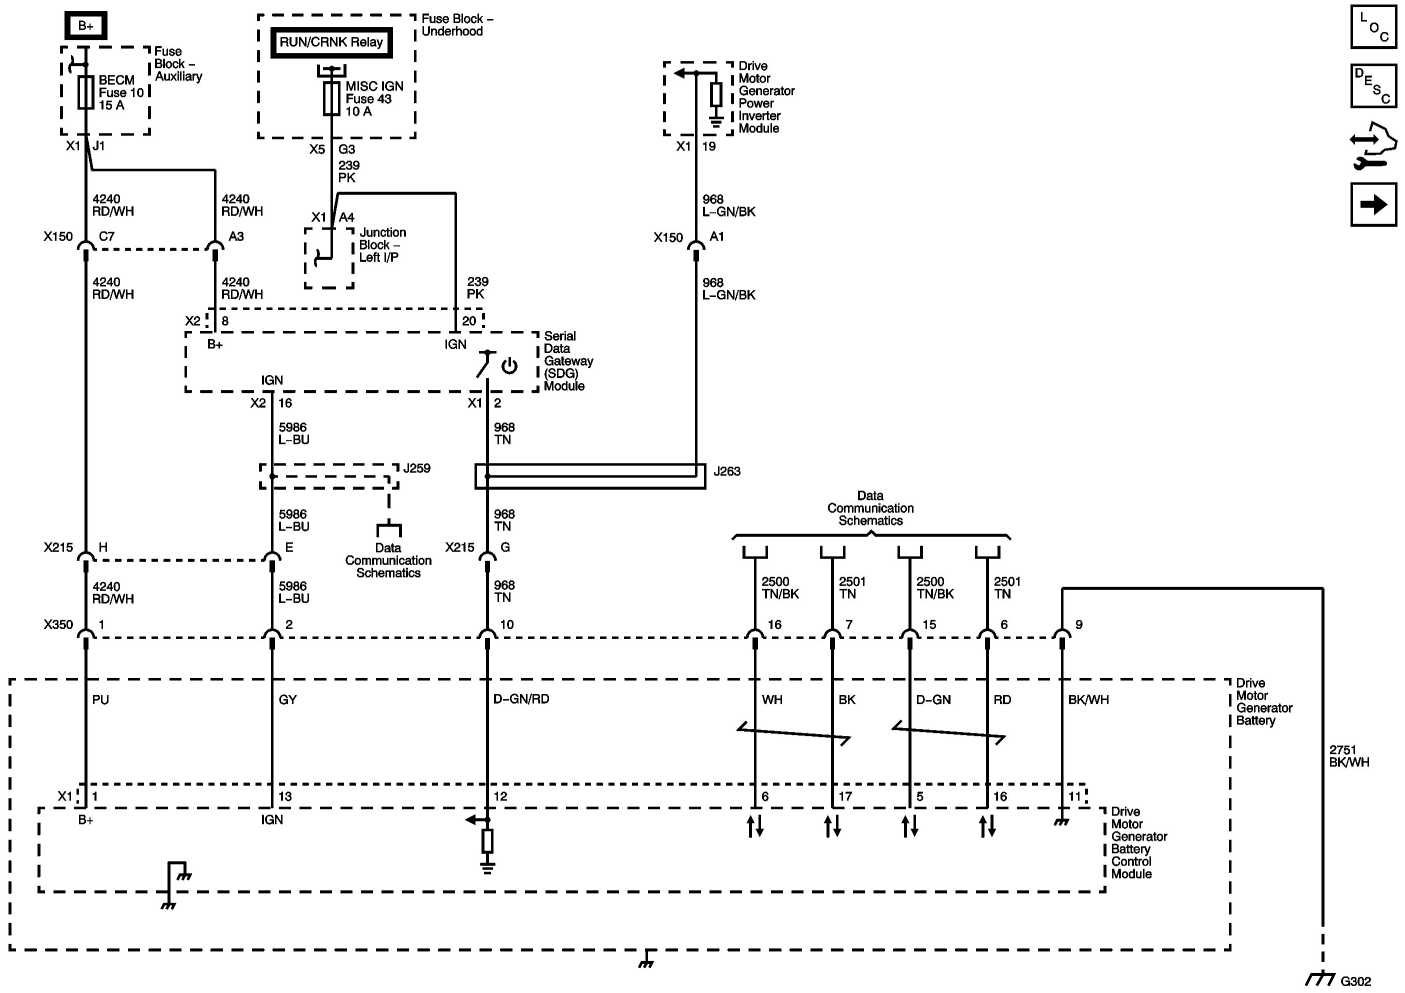 B+
Fuse
Block –
Auxiliary
BECM
Fuse 10
15 A
X1 J1
RUN/CRNK Relay
Fuse Block –
Underhood
MISC IGN
Fuse 43
10 A
X5 G3
239
PK
X1 A4
Junction
Block –
Left I/P
Drive
Motor
Generator
Power
Inverter
Module
X1 19
L
O
C
D
E
S
C
4240
RD/WH
4240
RD/WH
968
L–GN/BK
X150 C7 A3
X150 A1
4240
RD/WH
4240
RD/WH
239
PK
968
L–GN/BK
X2 8 20
B+ IGN
Serial
Data
Gateway
(SDG)
Module
IGN
X2 16
X1 2
5986
L–BU
968
TN
J259
J263
5986
L–BU
968
TN
Data
Communication
Schematics
Data
Communication
Schematics
X215 H E
X215 G
4240
RD/WH
5986
L–BU
968
TN
2500
TN/BK
2501
TN
2500
TN/BK
2501
TN
X350 1 2 10 16 7 15 6 9
PU GY D–GN/RD WH BK D–GN RD BK/WH
Drive
Motor
Generator
Battery
2751
BK/WH
X1 1 13 12 6 17 5 16 11
B+ IGN
Drive
Motor
Generator
Battery
Control
Module
G302